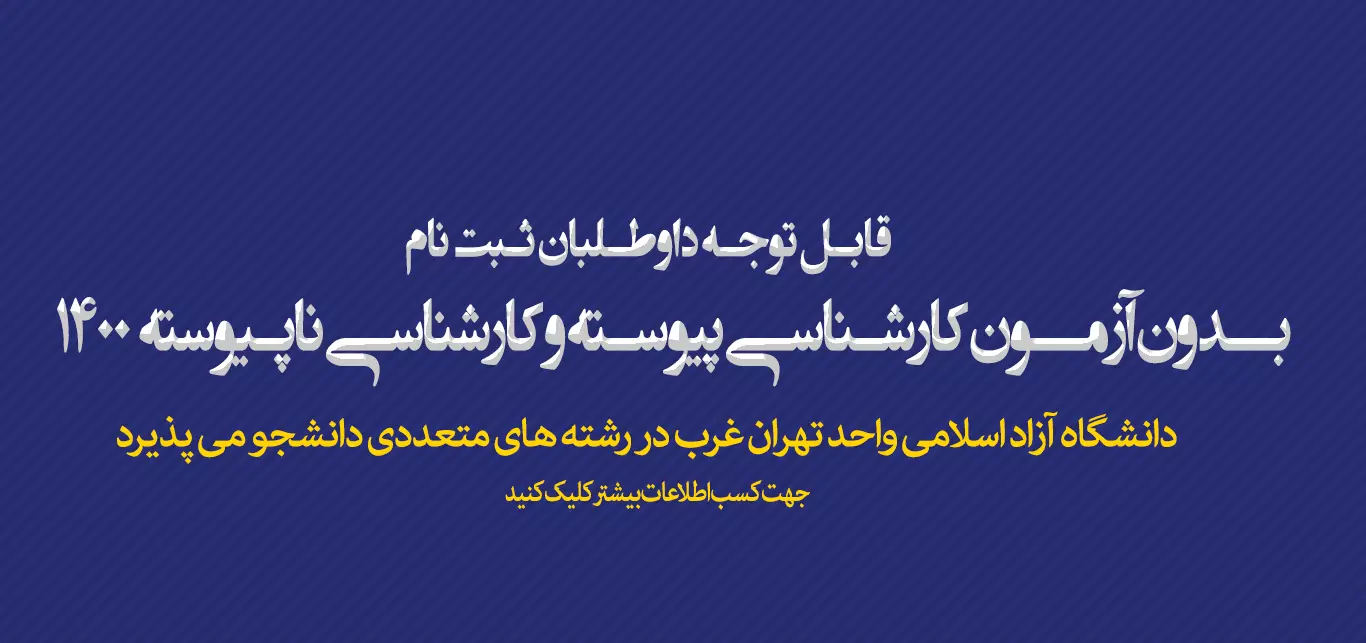 قابل توجه داوطلبان ثبت نام
بدون آزمون کارشناسی پیوسته و کارشناسی ناپیوسته ۱۴۰۰
دانشگاه آزاد اسلامی واحد تهران غرب در رشته های متعددی دانشجو می پذیرد
جهت کسب اطلاعات بیشتر کلیک کنید